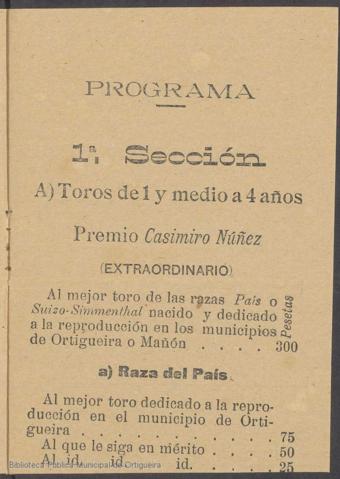 PROGRAMA
1.ª Sección
A) Toros de 1 y medio a 4 años
Premio Casimiro Núñez
(EXTRAORDINARIO)
Pesetas
Al mejor toro de las razas País o
Suizo-Simmenthal nacido y dedicado
a la reproducción en los municipios
de Ortigueira o Mañón . . . . 300
a) Raza del País.
Al mejor toro dedicado a la repro-
ducción en el municipio de Orti-
gueira . . . . . . . . . . 75
Al que le siga en mérito . . . . 50
Al id. id. id. . . . . 25
Biblioteca Pública Municipal de Ortigueira